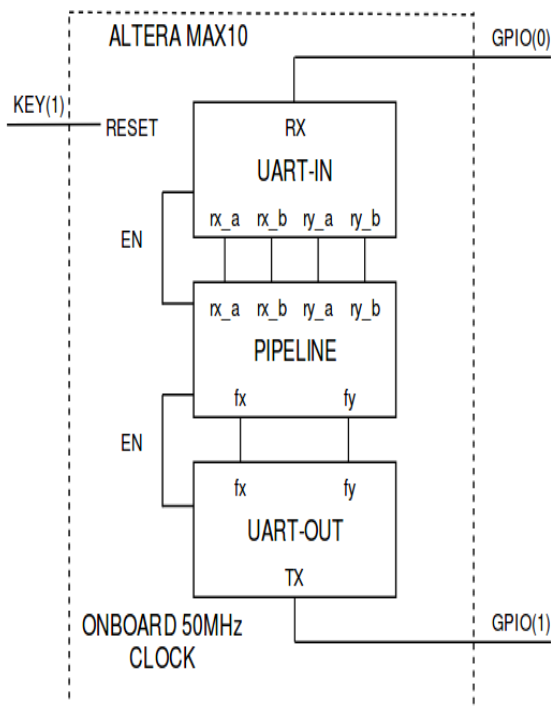 ALTERA MAX10
GPIO(0)
KEY(1)
RESET
RX
UART-IN
rx_a rx_b ry_a ry_b
EN
rx_a rx_b ry_a ry_b
PIPELINE
fx fy
EN
fx fy
UART-OUT
TX
ONBOARD 50MHz
CLOCK
GPIO(1)